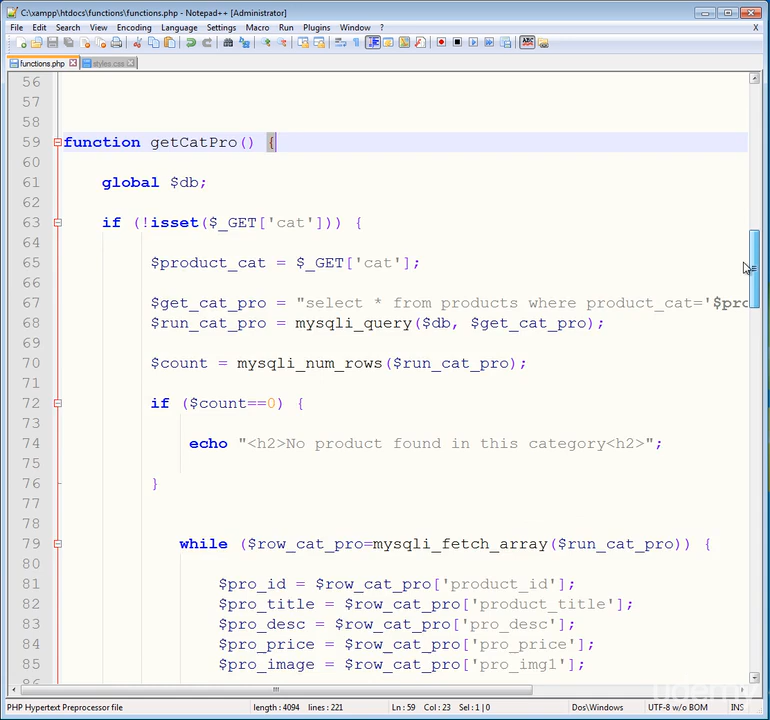 C:\xampp\htdocs\functions\functions.php - Notepad++ [Administrator]
File Edit Search View Encoding Language Settings Macro Run Plugins Window ? X
functions.php styles.css
56
57
58
59 function getCatPro() {
60
61 global $db;
62
63 if (!isset($_GET['cat'])) {
64
65 $product_cat = $_GET['cat'];
66
67 $get_cat_pro = "select * from products where product_cat='$pro
68 $run_cat_pro = mysqli_query($db, $get_cat_pro);
69
70 $count = mysqli_num_rows($run_cat_pro);
71
72 if ($count==0) {
73
74 echo "<h2>No product found in this category<h2>";
75
76 }
77
78
79 while ($row_cat_pro=mysqli_fetch_array($run_cat_pro)) {
80
81 $pro_id = $row_cat_pro['product_id'];
82 $pro_title = $row_cat_pro['product_title'];
83 $pro_desc = $row_cat_pro['pro_desc'];
84 $pro_price = $row_cat_pro['pro_price'];
85 $pro_image = $row_cat_pro['pro_img1'];
86
PHP Hypertext Preprocessor file length : 4094 lines : 221 Ln : 59 Col : 23 Sel : 1 | 0 Dos\Windows UTF-8 w/o BOM INS
udemy